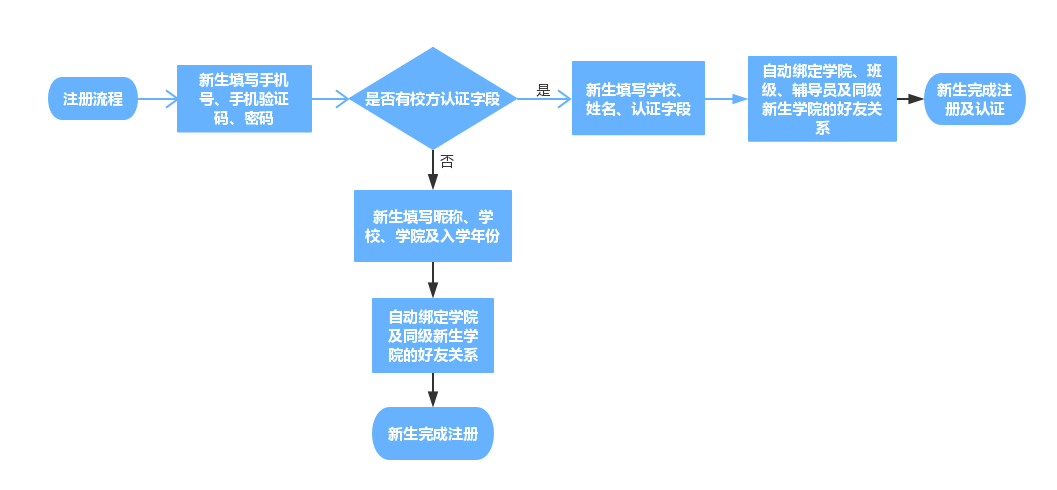 注册流程
新生填写手机
号、手机验证
码、密码
是否有校方认证字段
是
新生填写学校、
姓名、认证字段
自动绑定学院、班
级、辅导员及同级
新生学院的好友关
系
新生完成注
册及认证
否
新生填写昵称、学
校、学院及入学年份
自动绑定学院
及同级新生学
院的好友关系
新生完成注册